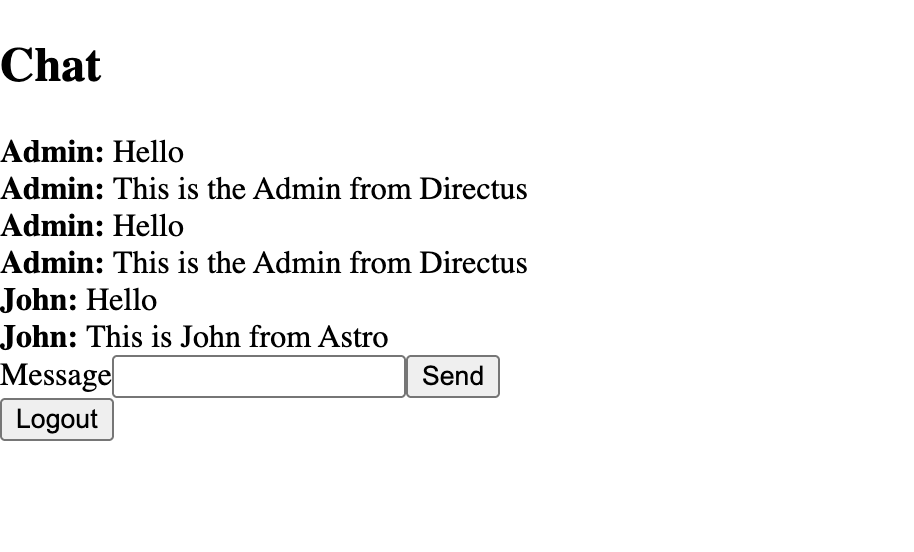 Chat
Admin: Hello
Admin: This is the Admin from Directus
Admin: Hello
Admin: This is the Admin from Directus
John: Hello
John: This is John from Astro
Message Send
Logout